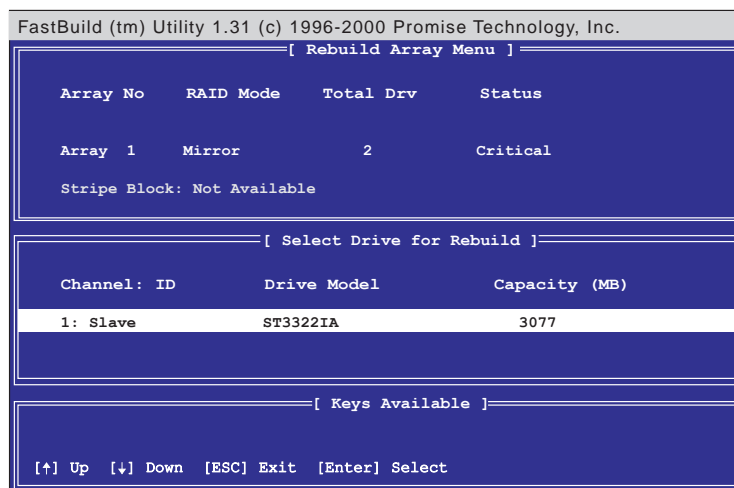 FastBuild (tm) Utility 1.31 (c) 1996-2000 Promise Technology, Inc.
[ Rebuild Array Menu ]
Array No RAID Mode Total Drv Status
Array 1 Mirror 2 Critical
Stripe Block: Not Available
[ Select Drive for Rebuild ]
Channel: ID Drive Model Capacity (MB)
1: Slave ST3322IA 3077
[ Keys Available ]
[↑] Up [↓] Down [ESC] Exit [Enter] Select